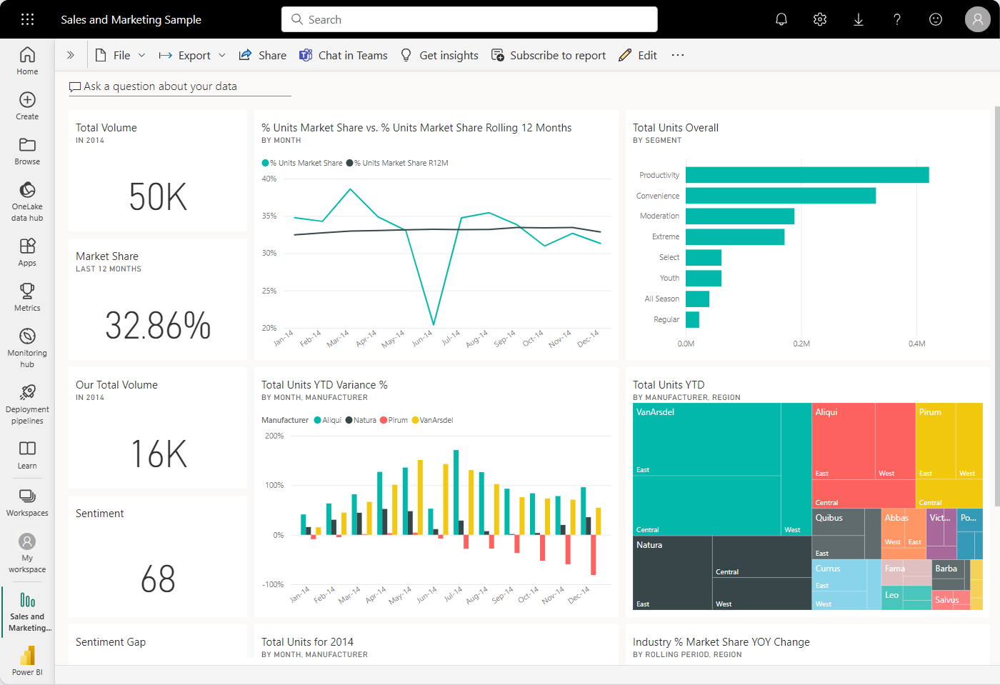 Sales and Marketing Sample
Search
Home
Create
Browse
OneLake
data hub
Apps
Metrics
Monitoring
hub
Deployment
pipelines
Learn
Workspaces
My
workspace
Sales and
Marketing...
Power BI
File
Export
Share
Chat in Teams
Get insights
Subscribe to report
Edit
Ask a question about your data
Total Volume
IN 2014
50K
Market Share
LAST 12 MONTHS
32.86%
% Units Market Share vs. % Units Market Share Rolling 12 Months
BY MONTH
% Units Market Share % Units Market Share R12M
40%
35%
30%
25%
20%
Jan-14 Feb-14 Mar-14 Apr-14 May-14 Jun-14 Jul-14 Aug-14 Sep-14 Oct-14 Nov-14 Dec-14
Total Units Overall
BY SEGMENT
Productivity
Convenience
Moderation
Extreme
Select
Youth
All Season
Regular
0.0M 0.2M 0.4M
Our Total Volume
IN 2014
16K
Sentiment
68
Total Units YTD Variance %
BY MONTH, MANUFACTURER
Manufacturer Aliqui Natura Pirum VanArsdel
200%
100%
0%
-100%
Jan-14 Feb-14 Mar-14 Apr-14 May-14 Jun-14 Jul-14 Aug-14 Sep-14 Oct-14 Nov-14 Dec-14
Total Units YTD
BY MANUFACTURER, REGION
VanArsdel
East
Central
West
Natura
East
Central
West
Aliqui
East
West
Central
Pirum
East
West
Central
Quibus
East
Abbas
West
East
Vict...
Po...
Currus
East
West
Fama
Barba
Leo
Salvus
Sentiment Gap
Total Units for 2014
BY MONTH, MANUFACTURER
Industry % Market Share YOY Change
BY ROLLING PERIOD, REGION